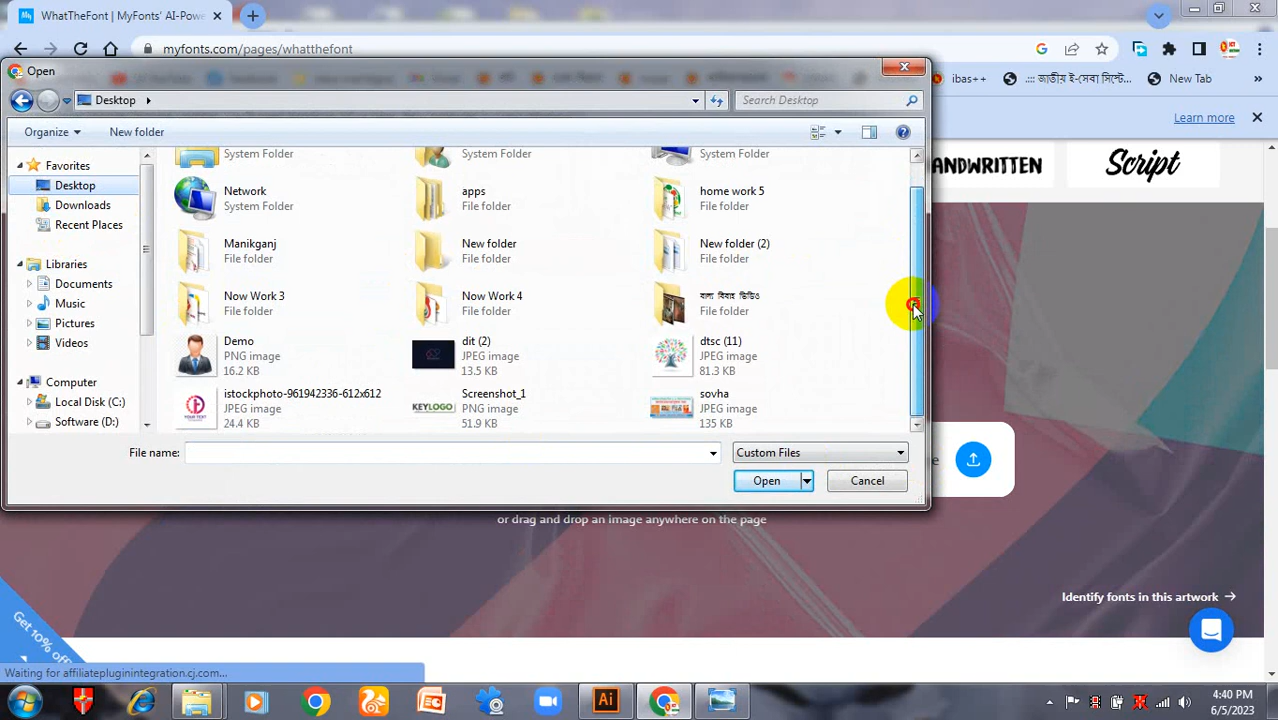 WhatTheFont | MyFonts' AI-Powe
myfonts.com/pages/whatthefont
ibas++
.::: জাতীয় ই-সেবা সিস্টে...
New Tab
»
Open
Desktop
Search Desktop
Learn more
Organize
New folder
ANDWRITTEN
Script
Favorites
Desktop
Downloads
Recent Places
Libraries
Documents
Music
Pictures
Videos
Computer
Local Disk (C:)
Software (D:)
System Folder
System Folder
System Folder
Network
System Folder
apps
File folder
home work 5
File folder
Manikganj
File folder
New folder
File folder
New folder (2)
File folder
Now Work 3
File folder
Now Work 4
File folder
বাল্য বিবাহ ভিডিও
File folder
Demo
PNG image
16.2 KB
dit (2)
JPEG image
13.5 KB
dtsc (11)
JPEG image
81.3 KB
istockphoto-961942336-612x612
JPEG image
24.4 KB
KEYLOGO
Screenshot_1
PNG image
51.9 KB
sovha
JPEG image
135 KB
File name:
Custom Files
Open
Cancel
or drag and drop an image anywhere on the page
Identify fonts in this artwork →
Get 10% off
Waiting for affiliatepluginintegration.cj.com...
Ai
4:40 PM
6/5/2023